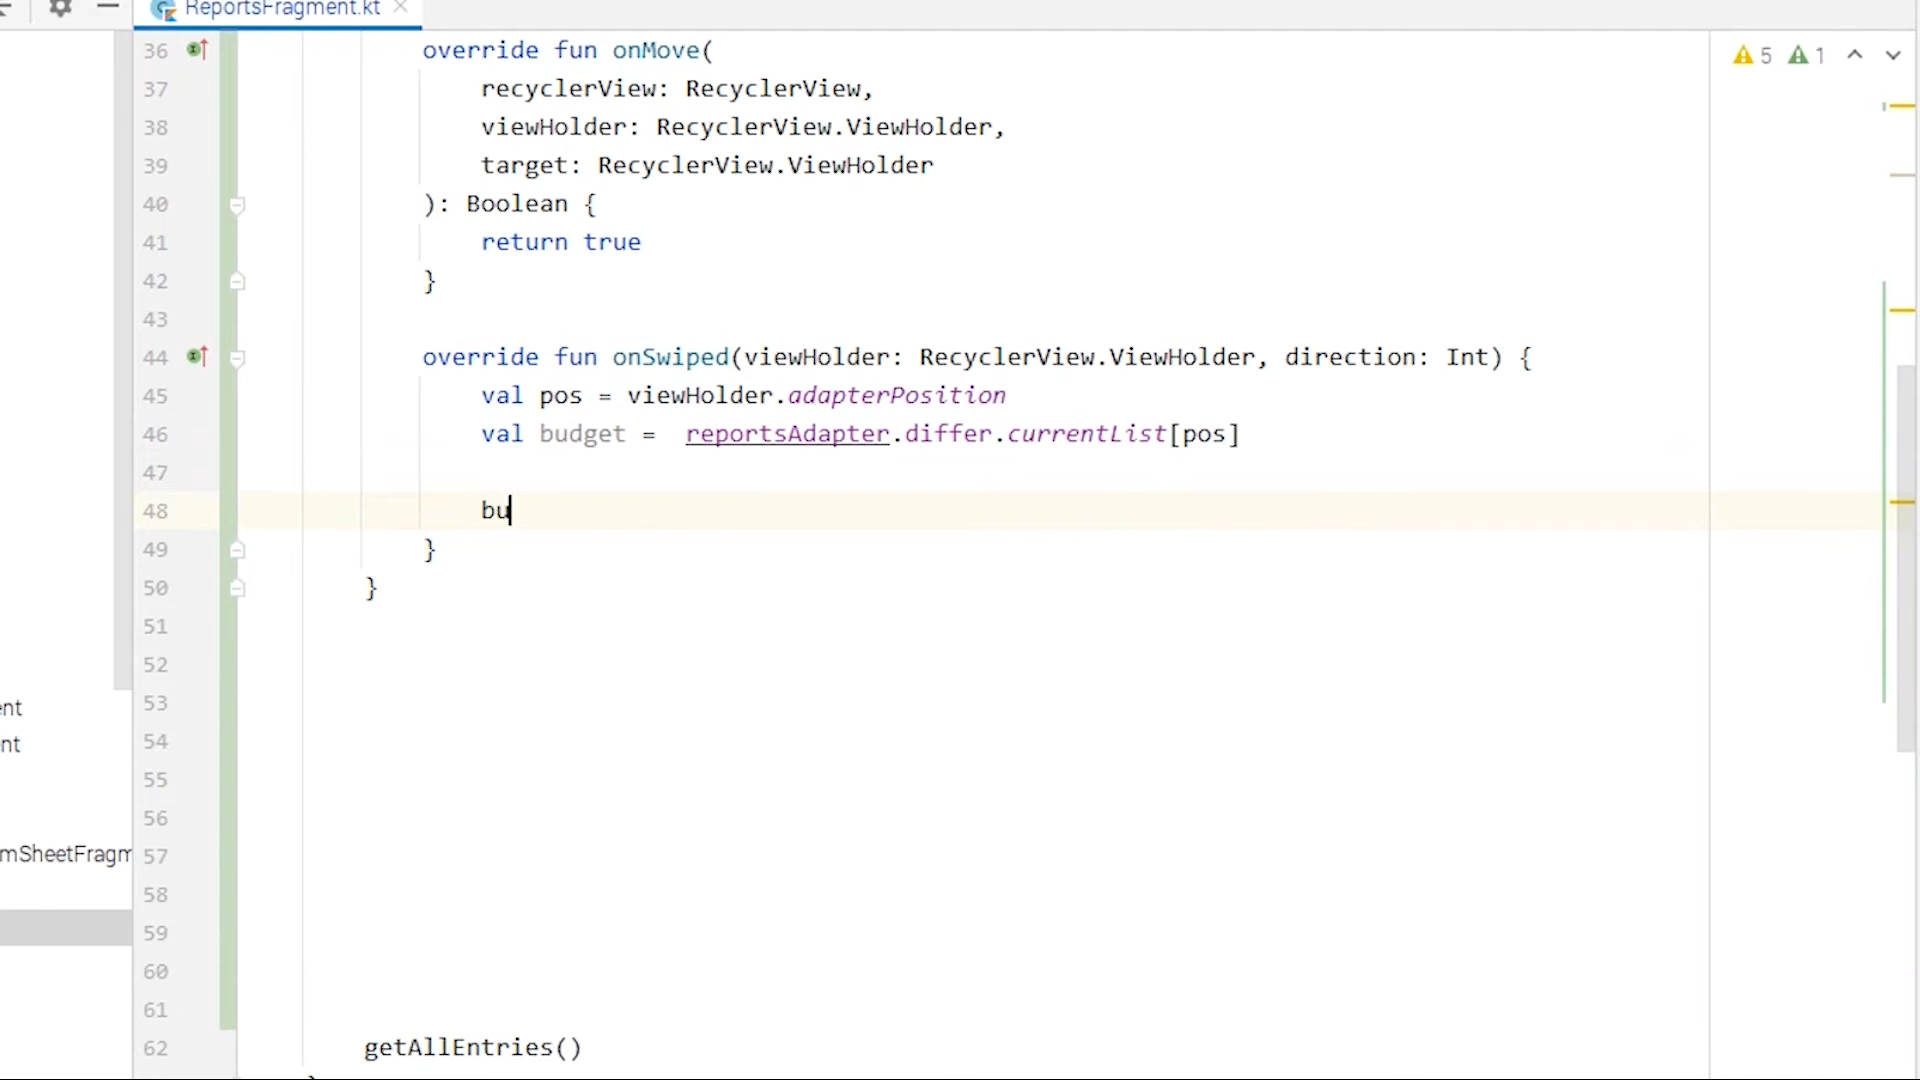 ReportsFragment.kt
36 override fun onMove(
5 1
37 recyclerView: RecyclerView,
38 viewHolder: RecyclerView.ViewHolder,
39 target: RecyclerView.ViewHolder
40 ): Boolean {
41 return true
42 }
43
44 override fun onSwiped(viewHolder: RecyclerView.ViewHolder, direction: Int) {
45 val pos = viewHolder.adapterPosition
46 val budget =  reportsAdapter.differ.currentList[pos]
47
48 bu
49 }
50 }
51
52
53
ent
54
nt
55
56
57
mSheetFragm
58
59
60
61
62 getAllEntries()